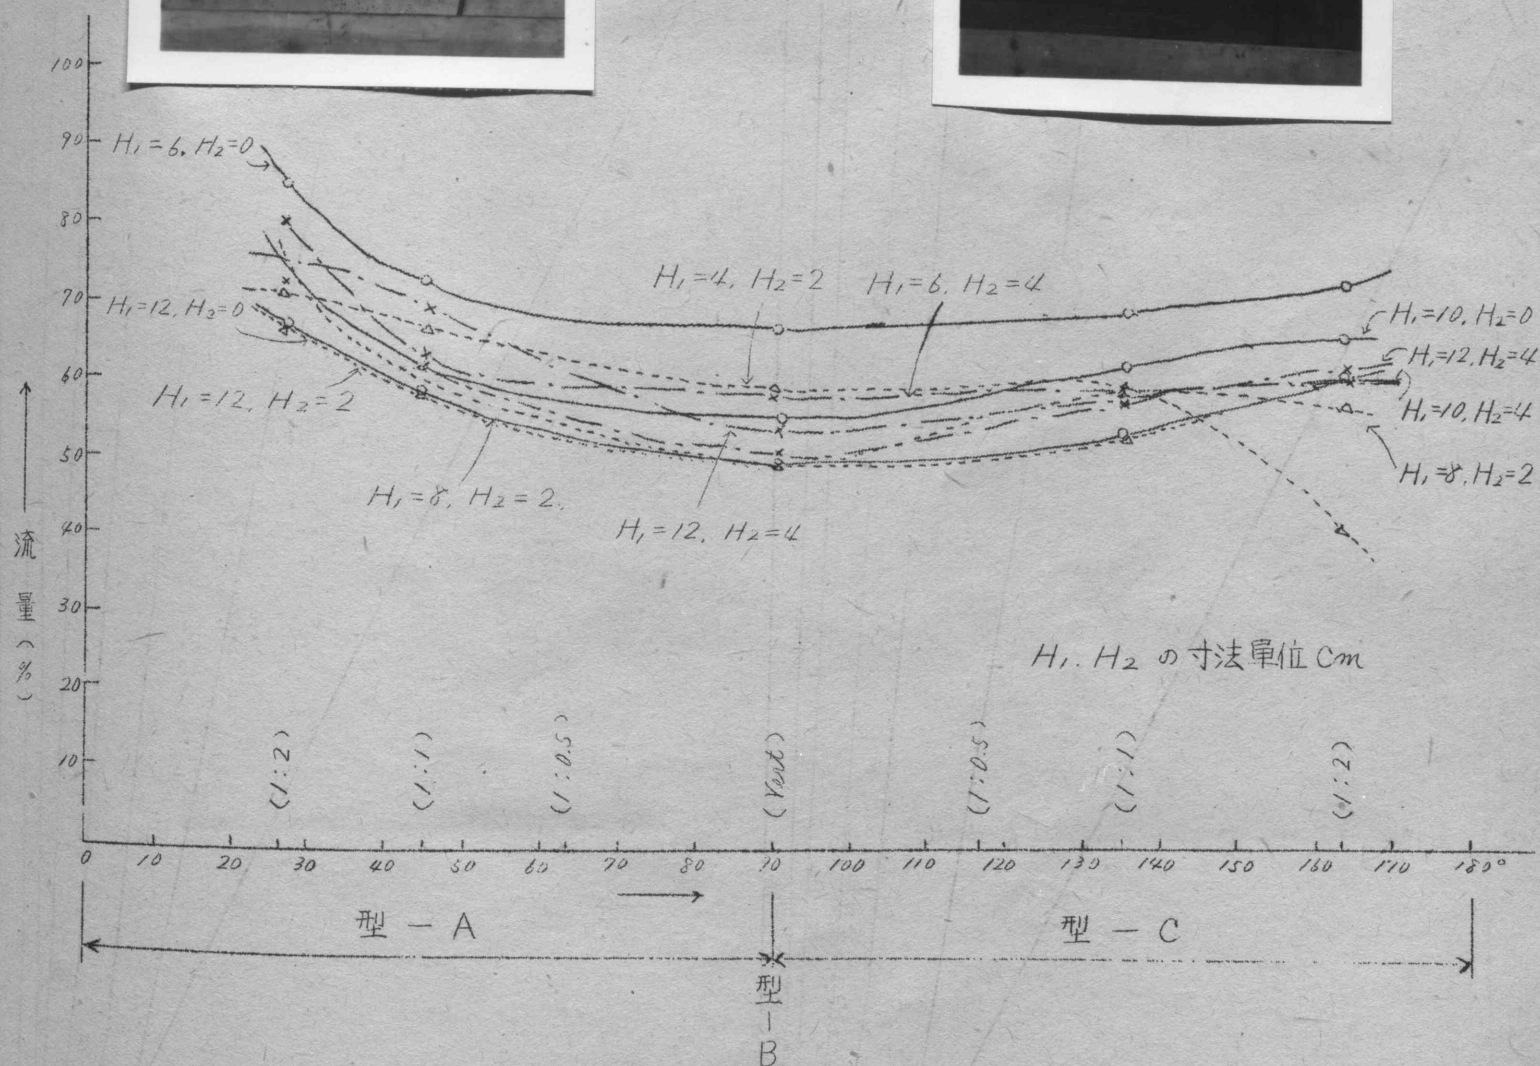 100
90
80
70
60
50
40
30
20
10
流量(%)
H₁=6. H₂=0
H₁=12. H₂=0
H₁=12. H₂=2
H₁=8. H₂=2.
H₁=4. H₂=2
H₁=6. H₂=4
H₁=12. H₂=4
H₁=10. H₂=0
H₁=12. H₂=4
H₁=10. H₂=4
H₁=8. H₂=2
H₁. H₂ の寸法單位 Cm
(1:2)
(1:1)
(1:0.5)
(Vert)
(1:0.5)
(1:1)
(1:2)
0 10 20 30 40 50 60 70 80 90 100 110 120 130 140 150 160 170 180°
型-A
型-C
型-B